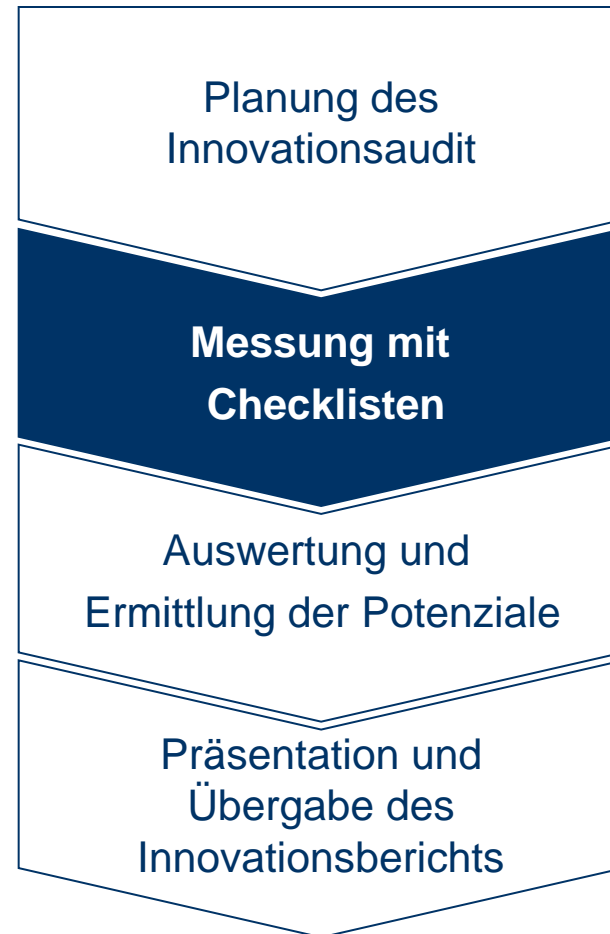 Planung des
Innovationsaudit
Messung mit
Checklisten
Auswertung und
Ermittlung der Potenziale
Präsentation und
Übergabe des
Innovationsberichts